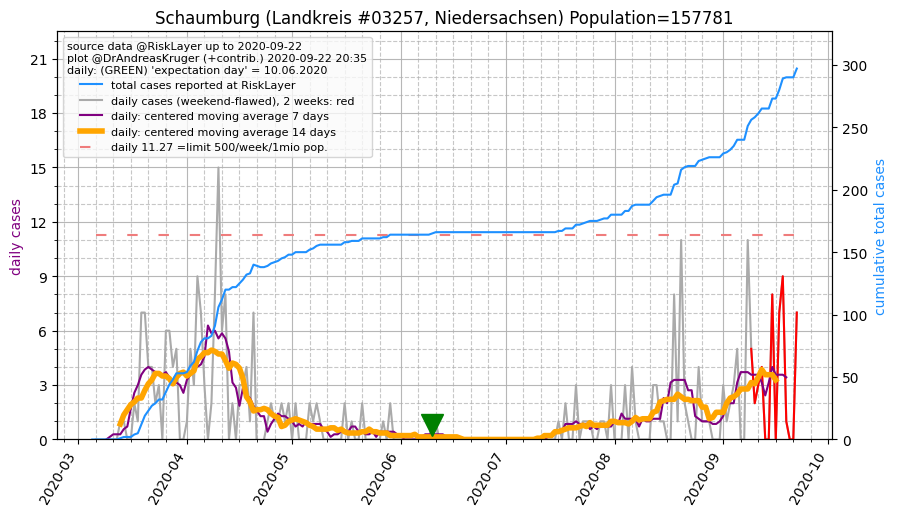 Schaumburg (Landkreis #03257, Niedersachsen) Population=157781
source data @RiskLayer up to 2020-09-22
plot @DrAndreasKruger (+contrib.) 2020-09-22 20:35
daily: (GREEN) 'expectation day' = 10.06.2020
total cases reported at RiskLayer
daily cases (weekend-flawed), 2 weeks: red
daily: centered moving average 7 days
daily: centered moving average 14 days
daily 11.27 =limit 500/week/1mio pop.
daily cases
21
18
15
12
9
6
3
0
cumulative total cases
300
250
200
150
100
50
0
2020-03
2020-04
2020-05
2020-06
2020-07
2020-08
2020-09
2020-10